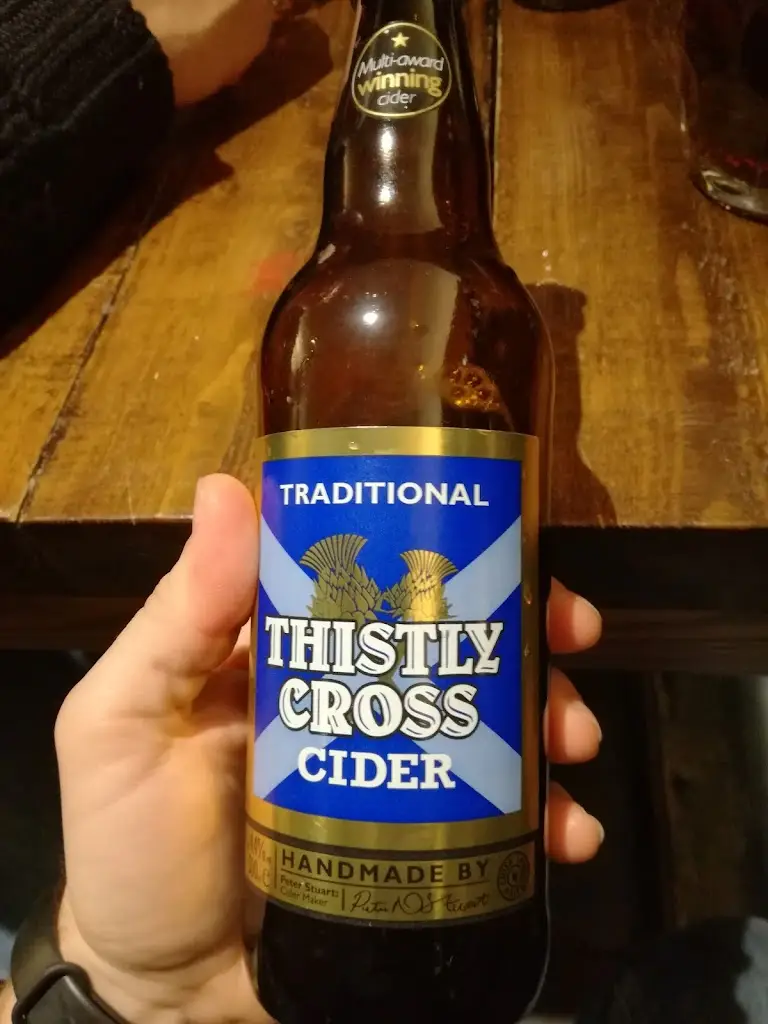 Multi-award
winning
cider
TRADITIONAL
THISTLY
CROSS
CIDER
HANDMADE BY
Peter Stuart
Cider Maker